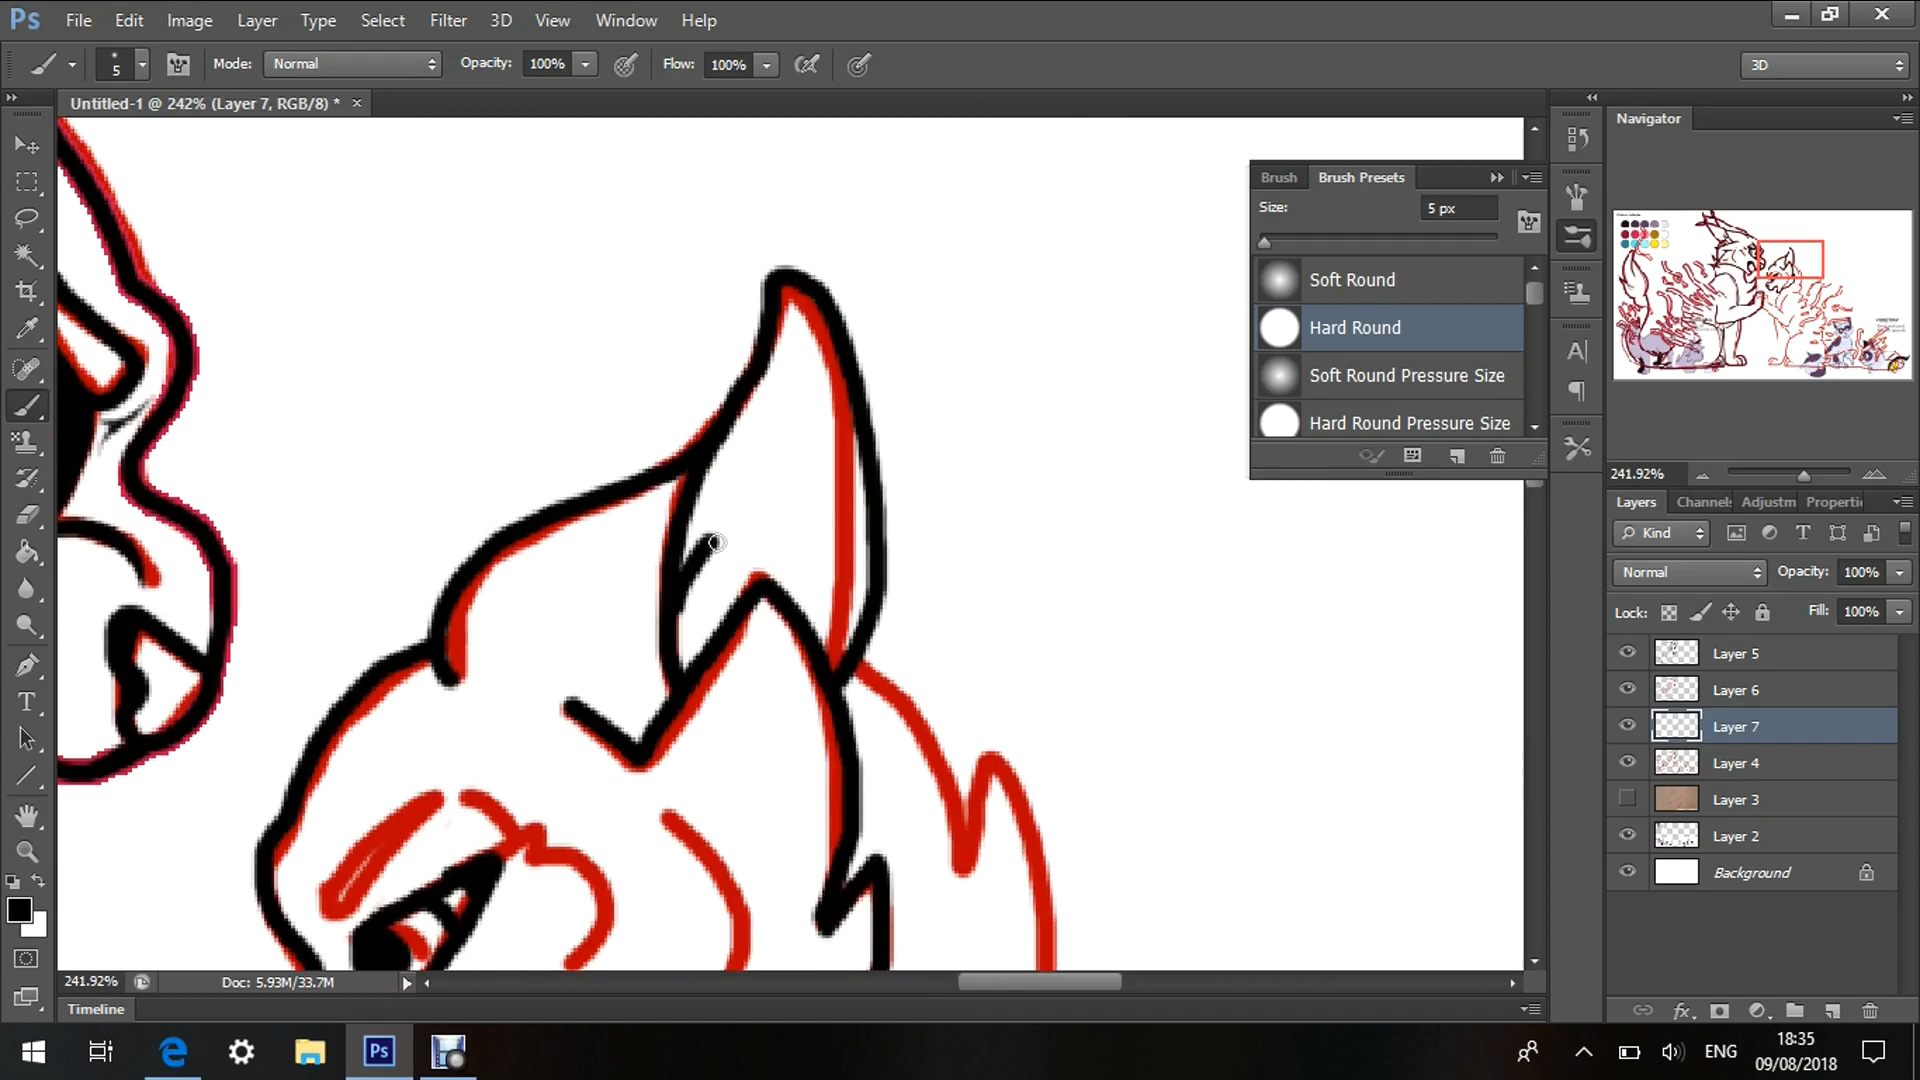 Ps File Edit Image Layer Type Select Filter 3D View Window Help
5 Mode: Normal Opacity: 100% Flow: 100% 3D
Untitled-1 @ 242% (Layer 7, RGB/8) * ×
Navigator
Brush Brush Presets
Size: 5 px
Soft Round
Hard Round
Soft Round Pressure Size
Hard Round Pressure Size
241.92%
Layers Channels Adjustm Properti
Kind
Normal Opacity: 100%
Lock: Fill: 100%
Layer 5
Layer 6
Layer 7
Layer 4
Layer 3
Layer 2
Background
241.92% Doc: 5.93M/33.7M
Timeline
Ps ENG 18:35
09/08/2018